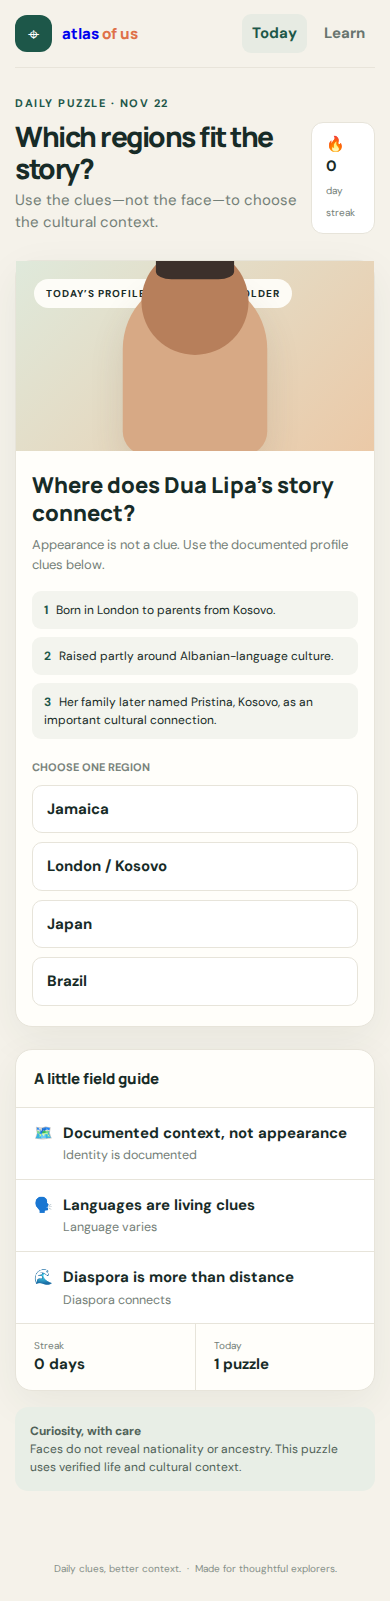 atlas of us
Today
Learn
DAILY PUZZLE · NOV 22
Which regions fit the
story?
Use the clues—not the face—to choose
the cultural context.
🔥
0
day
streak
TODAY'S PROFILE
OLDER
Where does Dua Lipa's story
connect?
Appearance is not a clue. Use the documented profile
clues below.
1 Born in London to parents from Kosovo.
2 Raised partly around Albanian-language culture.
3 Her family later named Pristina, Kosovo, as an
important cultural connection.
CHOOSE ONE REGION
Jamaica
London / Kosovo
Japan
Brazil
A little field guide
Documented context, not appearance
Identity is documented
Languages are living clues
Language varies
Diaspora is more than distance
Diaspora connects
Streak
0 days
Today
1 puzzle
Curiosity, with care
Faces do not reveal nationality or ancestry. This puzzle
uses verified life and cultural context.
Daily clues, better context. · Made for thoughtful explorers.